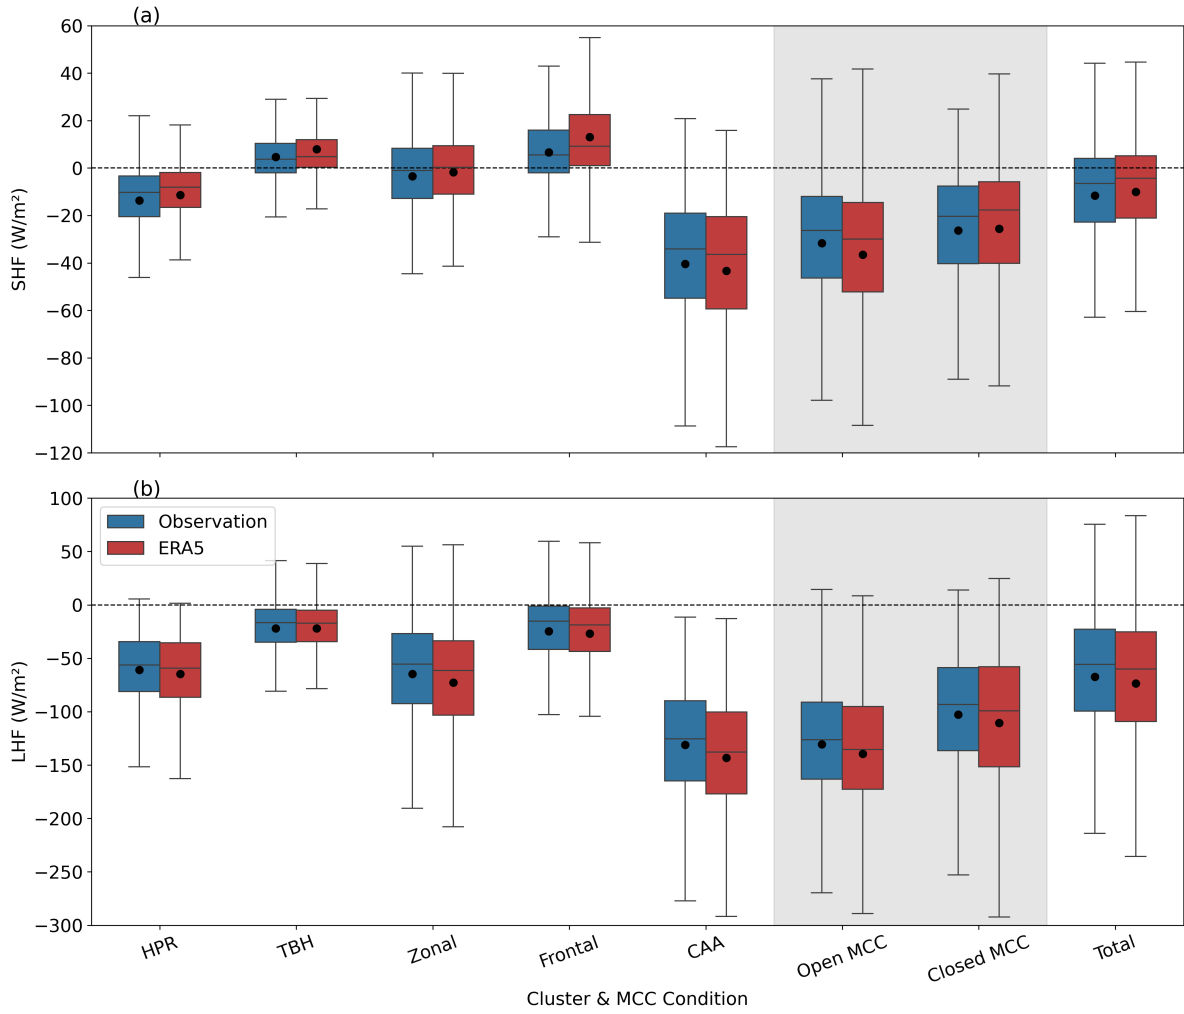 (a)
60
40
20
0
−20
−40
−60
−80
−100
−120
SHF (W/m²)
(b)
100
50
0
−50
−100
−150
−200
−250
−300
LHF (W/m²)
Observation
ERA5
HPR
TBH
Zonal
Frontal
CAA
Open MCC
Closed MCC
Total
Cluster & MCC Condition